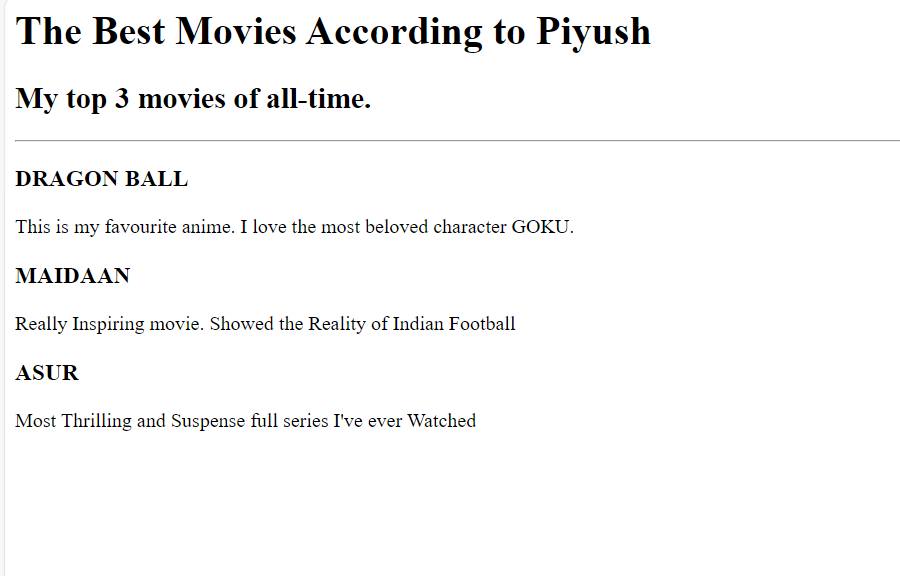 The Best Movies According to Piyush
My top 3 movies of all-time.
DRAGON BALL
This is my favourite anime. I love the most beloved character GOKU.
MAIDAAN
Really Inspiring movie. Showed the Reality of Indian Football
ASUR
Most Thrilling and Suspense full series I've ever Watched